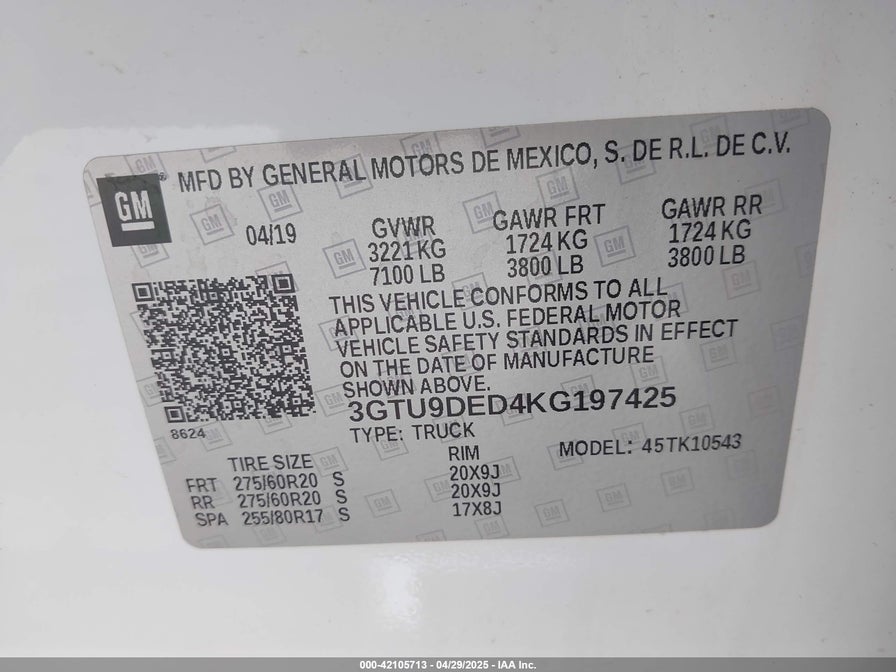 MFD BY GENERAL MOTORS DE MEXICO, S. DE R.L. DE C.V.
GM
04/19
GVWR GAWR FRT GAWR RR
3221 KG 1724 KG 1724 KG
7100 LB 3800 LB 3800 LB
THIS VEHICLE CONFORMS TO ALL
APPLICABLE U.S. FEDERAL MOTOR
VEHICLE SAFETY STANDARDS IN EFFECT
ON THE DATE OF MANUFACTURE
SHOWN ABOVE.
3GTU9DED4KG197425
8624
TYPE: TRUCK MODEL: 45TK10543
TIRE SIZE RIM
FRT 275/60R20 S 20X9J
RR 275/60R20 S 20X9J
SPA 255/80R17 S 17X8J
000-42105713 - 04/29/2025 - IAA Inc.